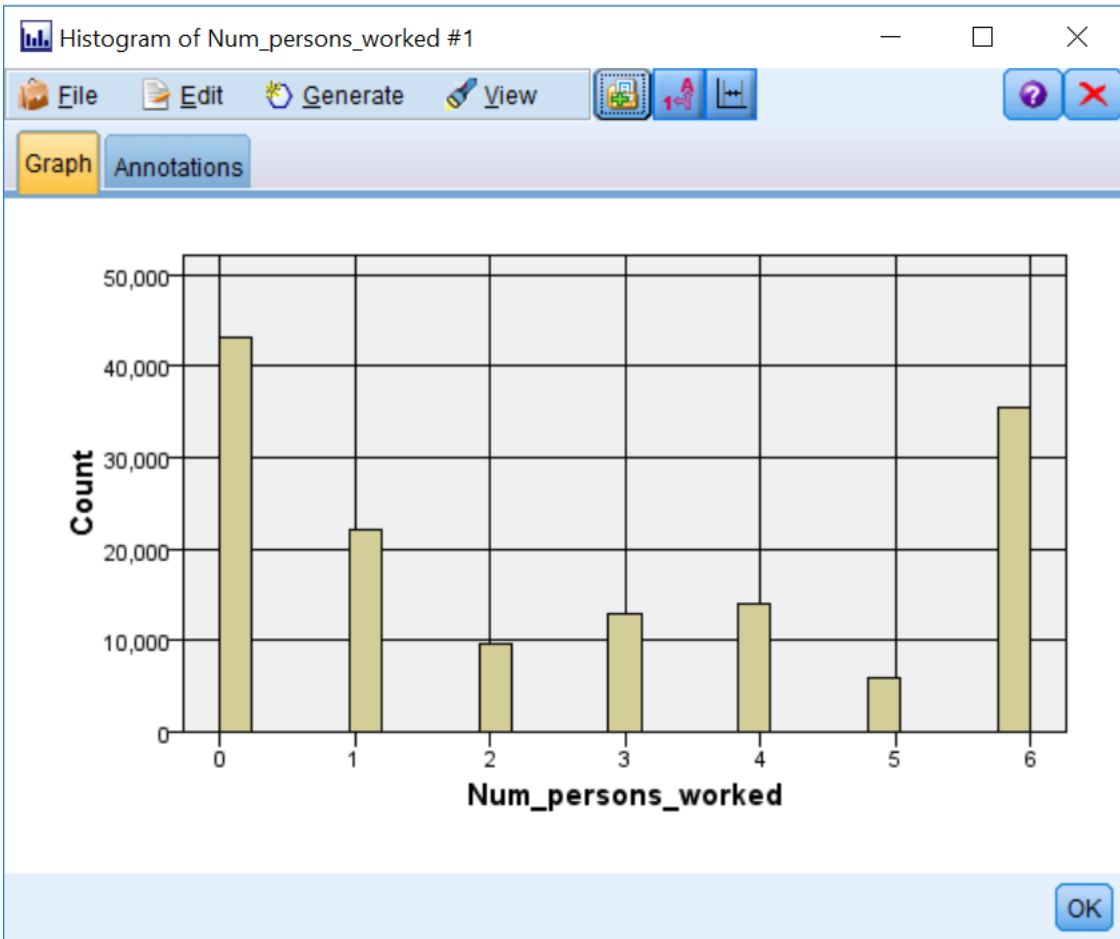 Histogram of Num_persons_worked #1
File Edit Generate View
Graph Annotations
50,000
40,000
30,000
20,000
10,000
0
Count
0 1 2 3 4 5 6
Num_persons_worked
OK